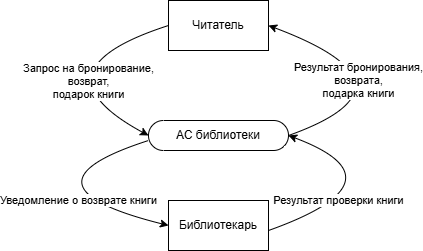 Читатель
Запрос на бронирование,
возврат,
подарок книги
Результат бронирования,
возврата,
подарка книги
АС библиотеки
Уведомление о возврате книги
Результат проверки книги
Библиотекарь